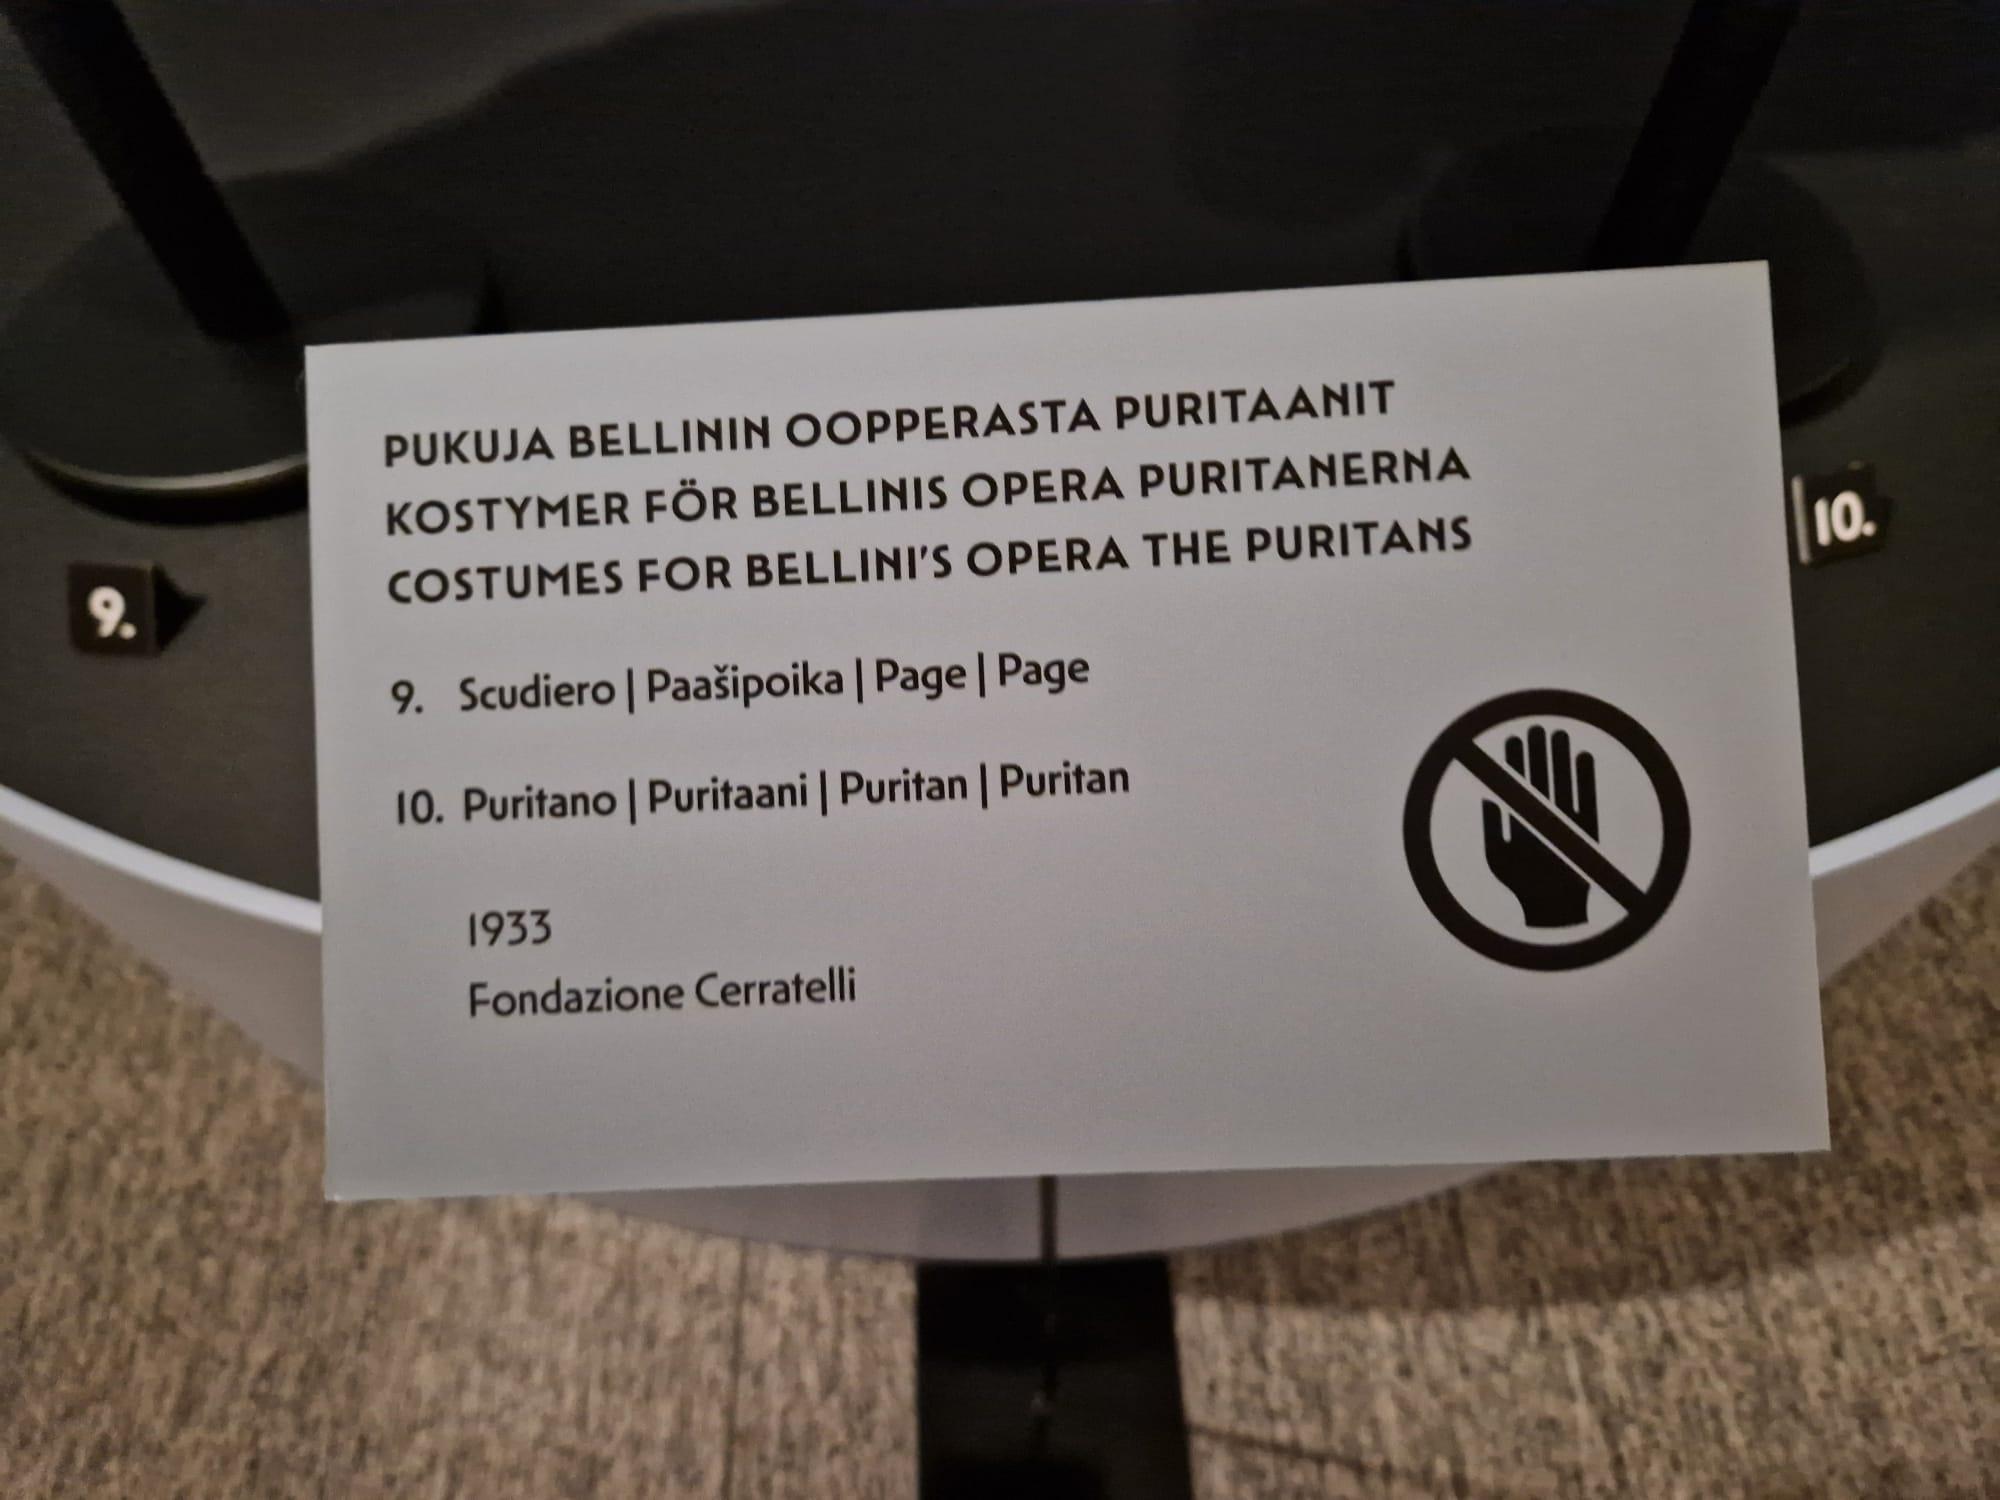 PUKUJA BELLININ OOPPERASTA PURITAANIT
KOSTYMER FÖR BELLINIS OPERA PURITANERNA
COSTUMES FOR BELLINI'S OPERA THE PURITANS
9. Scudiero | Paašipoika | Page | Page
10. Puritano | Puritaani | Puritan | Puritan
1933
Fondazione Cerratelli
9.
10.